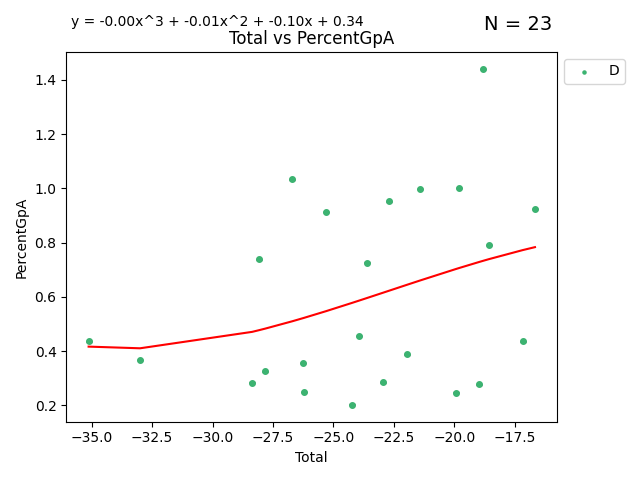 y = -0.00x^3 + -0.01x^2 + -0.10x + 0.34
N = 23
Total vs PercentGpA
D
1.4
1.2
1.0
0.8
0.6
0.4
0.2
PercentGpA
−35.0 −32.5 −30.0 −27.5 −25.0 −22.5 −20.0 −17.5
Total